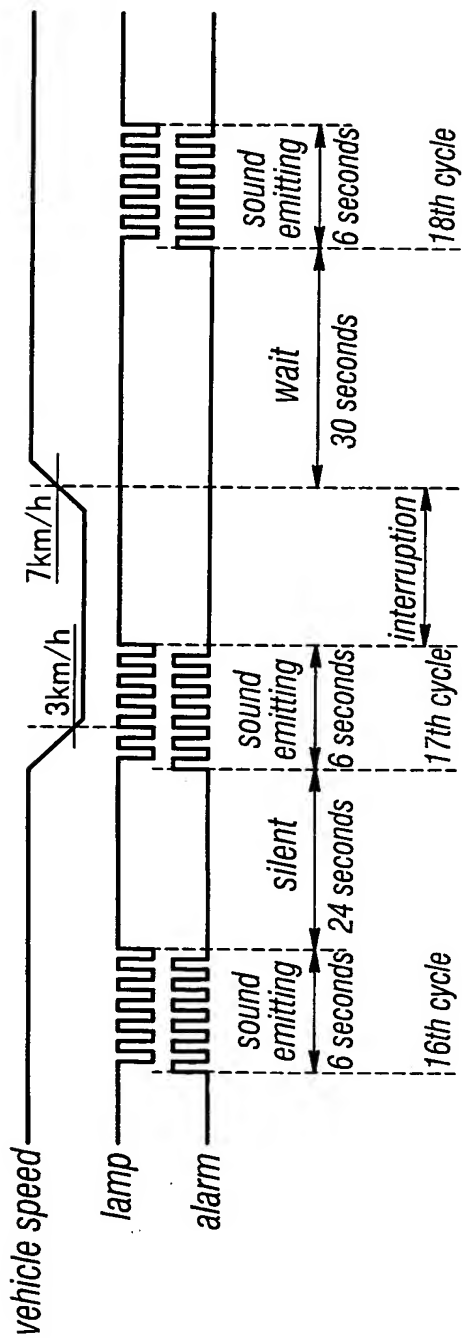 vehicle speed
3km/h
7km/h
lamp
alarm
sound
emitting
6 seconds
16th cycle
silent
24 seconds
sound
emitting
6 seconds
17th cycle
interruption
wait
30 seconds
sound
emitting
6 seconds
18th cycle